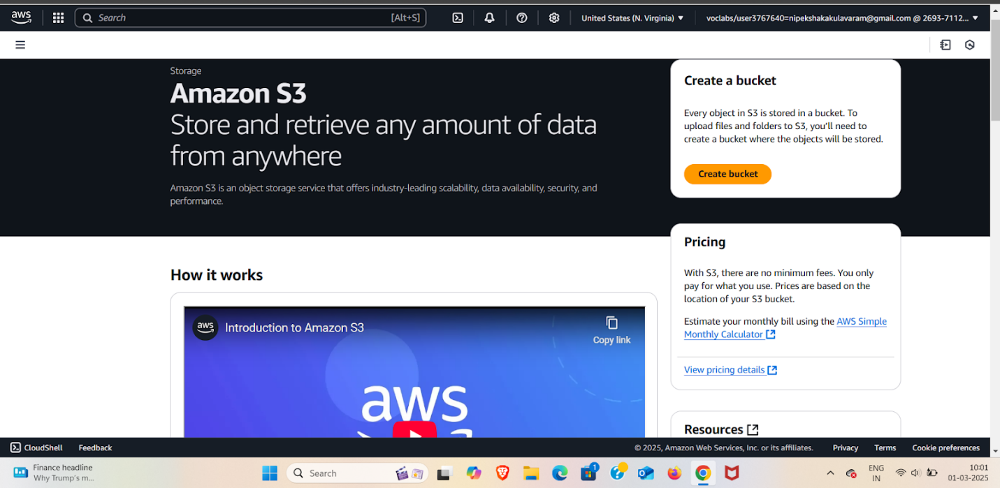 aws
Search
[Alt+S]
United States (N. Virginia)
voclabs/user3767640=nipekshakakulavaram@gmail.com @ 2693-7112...
Storage
Amazon S3
Store and retrieve any amount of data
from anywhere
Amazon S3 is an object storage service that offers industry-leading scalability, data availability, security, and
performance.
Create a bucket
Every object in S3 is stored in a bucket. To
upload files and folders to S3, you'll need to
create a bucket where the objects will be stored.
Create bucket
Pricing
With S3, there are no minimum fees. You only
pay for what you use. Prices are based on the
location of your S3 bucket.
Estimate your monthly bill using the AWS Simple
Monthly Calculator
View pricing details
Resources
How it works
aws
Introduction to Amazon S3
Copy link
aws
CloudShell
Feedback
© 2025, Amazon Web Services, Inc. or its affiliates.
Privacy
Terms
Cookie preferences
Finance headline
Why Trump's m...
Search
1
ENG
IN
10:01
01-03-2025